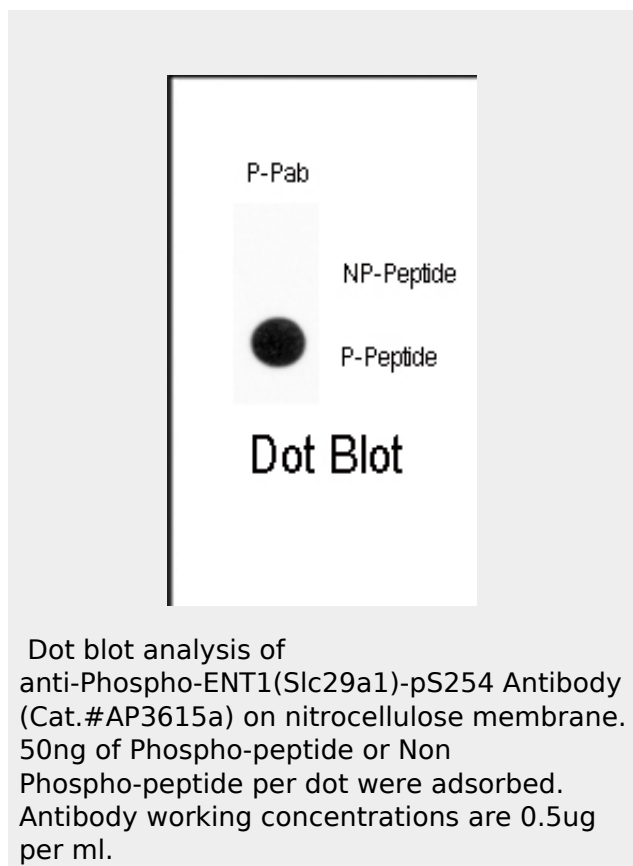 P-Pab
NP-Peptide
P-Peptide
Dot Blot
Dot blot analysis of
anti-Phospho-ENT1(Slc29a1)-pS254 Antibody
(Cat.#AP3615a) on nitrocellulose membrane.
50ng of Phospho-peptide or Non
Phospho-peptide per dot were adsorbed.
Antibody working concentrations are 0.5ug
per ml.